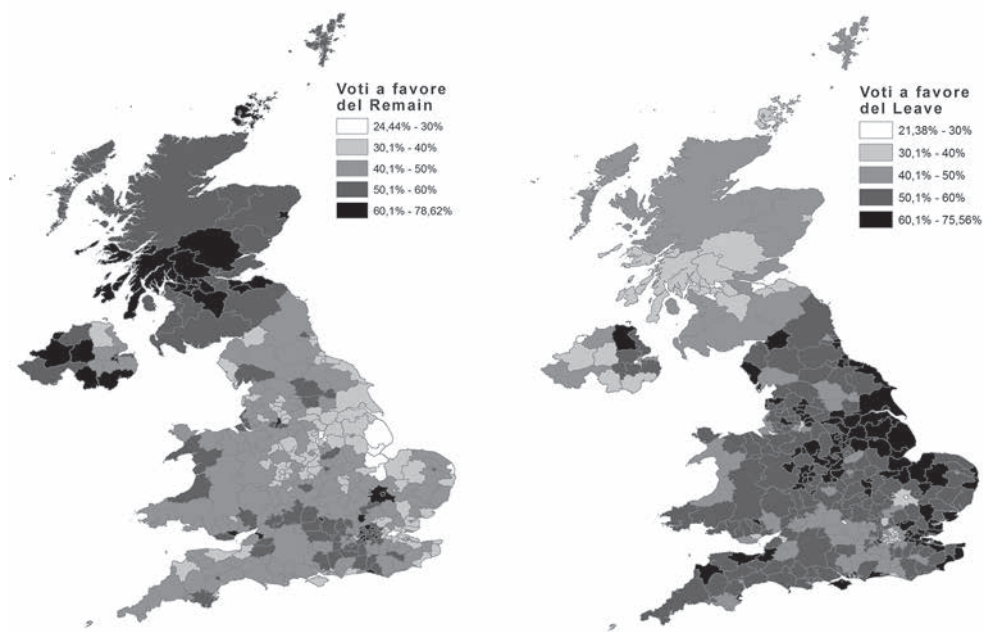 Voti a favore
del Remain
24,44% - 30%
30,1% - 40%
40,1% - 50%
50,1% - 60%
60,1% - 78,62%
Voti a favore
del Leave
21,38% - 30%
30,1% - 40%
40,1% - 50%
50,1% - 60%
60,1% - 75,56%